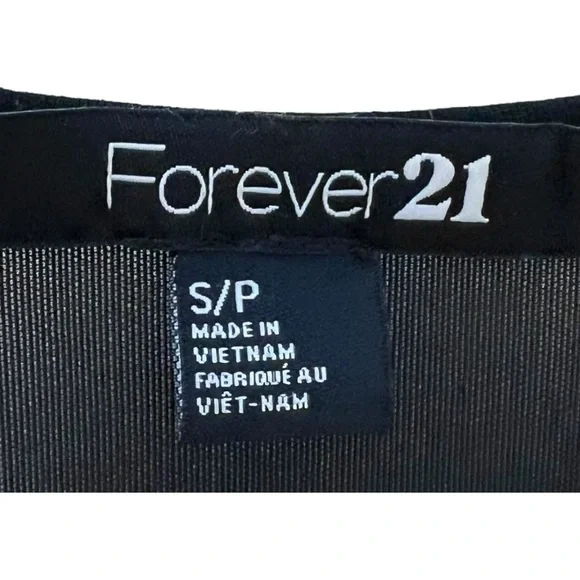 Forever21
S/P
MADE IN
VIETNAM
FABRIQUÉ AU
VIÊT-NAM